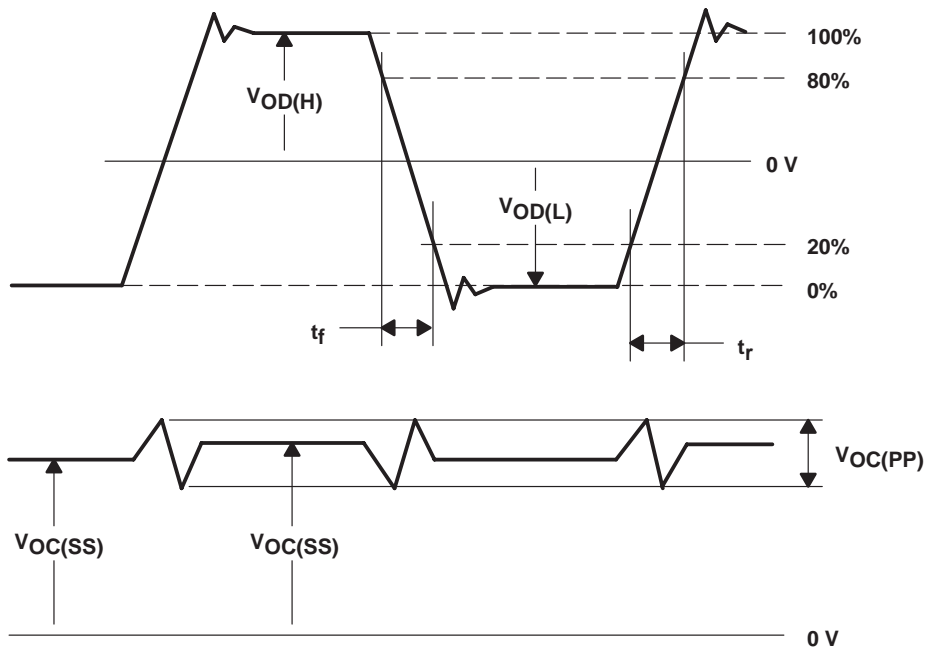 100%
80%
VOD(H)
0 V
VOD(L)
20%
0%
tf
tr
VOC(PP)
VOC(SS)
VOC(SS)
0 V